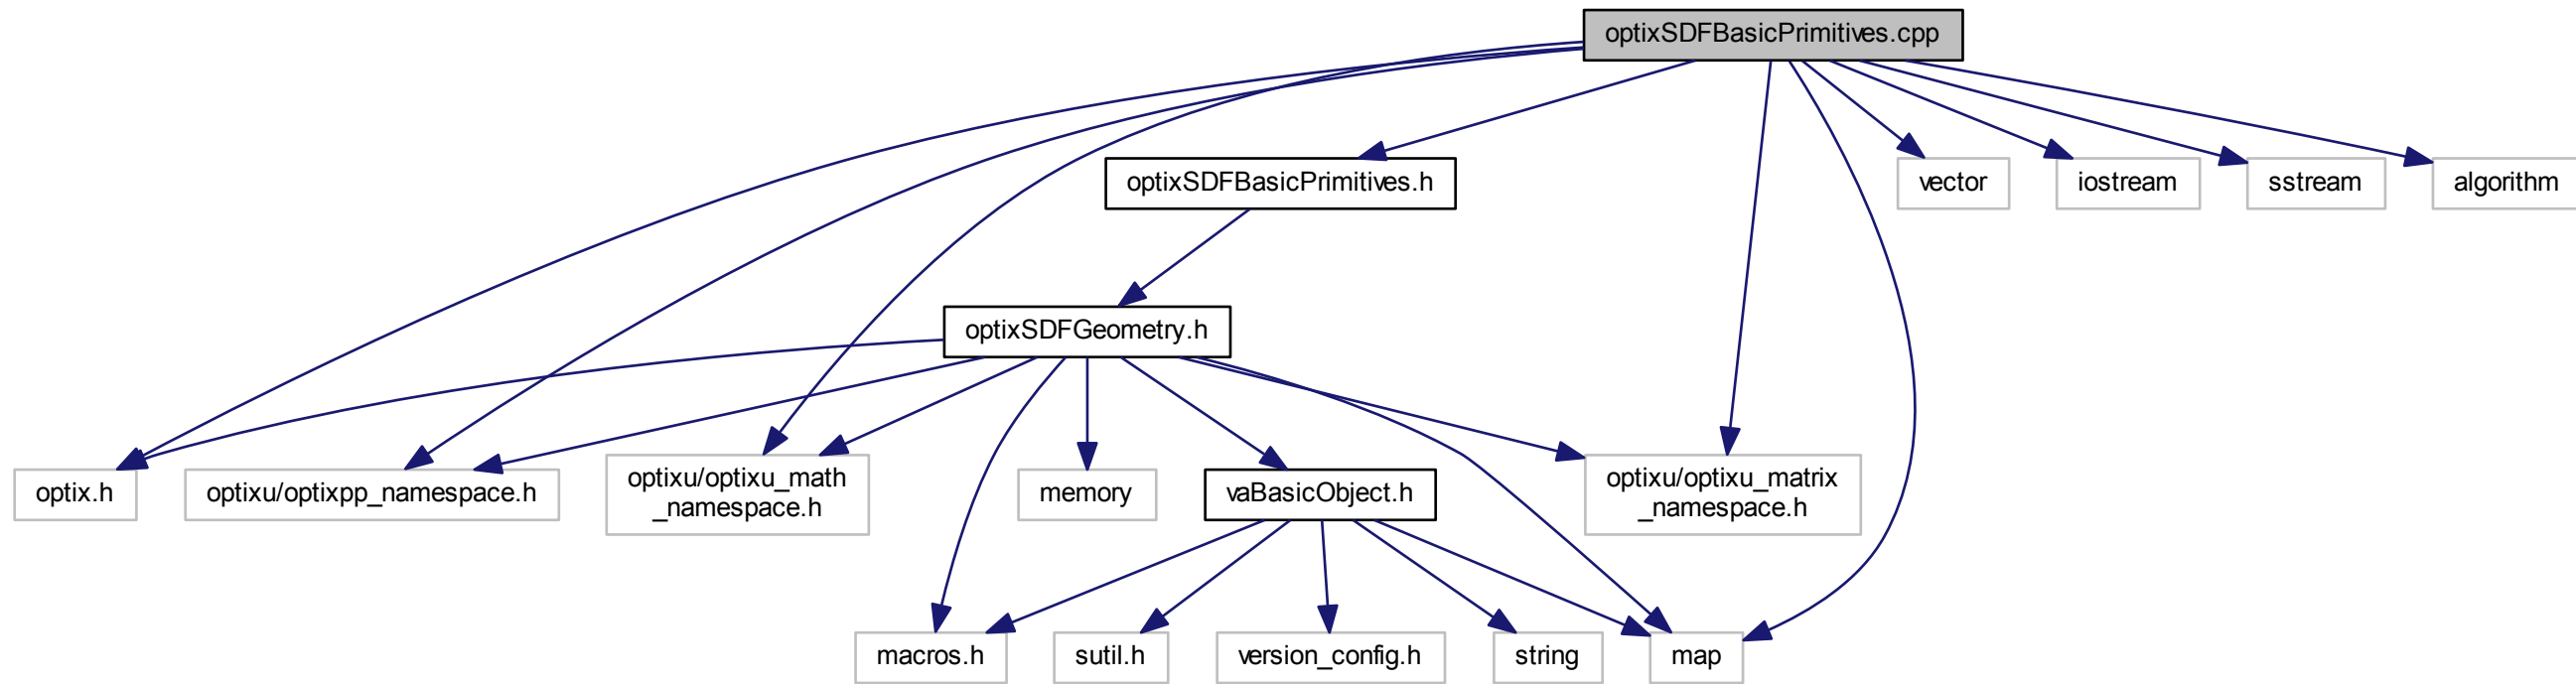 optixSDFBasicPrimitives.cpp
optixSDFBasicPrimitives.h
vector
iostream
sstream
algorithm
optixSDFGeometry.h
optix.h
optixu/optixpp_namespace.h
optixu/optixu_math
_namespace.h
memory
vaBasicObject.h
optixu/optixu_matrix
_namespace.h
macros.h
sutil.h
version_config.h
string
map